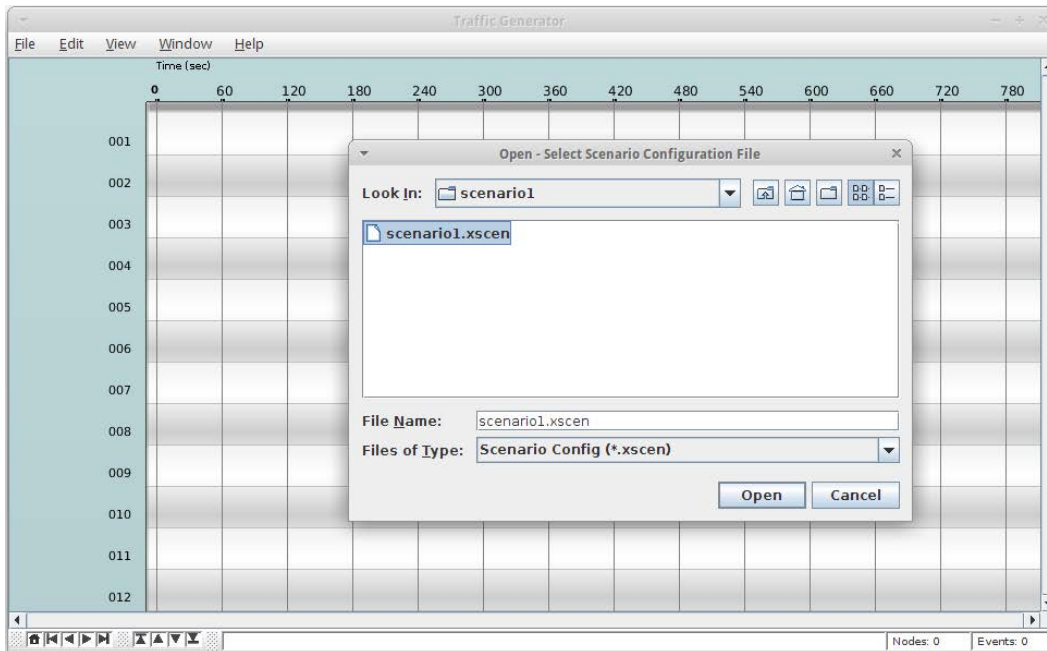 Traffic Generator
File Edit View Window Help
Time (sec)
0 60 120 180 240 300 360 420 480 540 600 660 720 780
001
002
003
004
005
006
007
008
009
010
011
012
Open - Select Scenario Configuration File
Look In: scenario1
scenario1.xscen
File Name: scenario1.xscen
Files of Type: Scenario Config (*.xscen)
Open Cancel
Nodes: 0 Events: 0